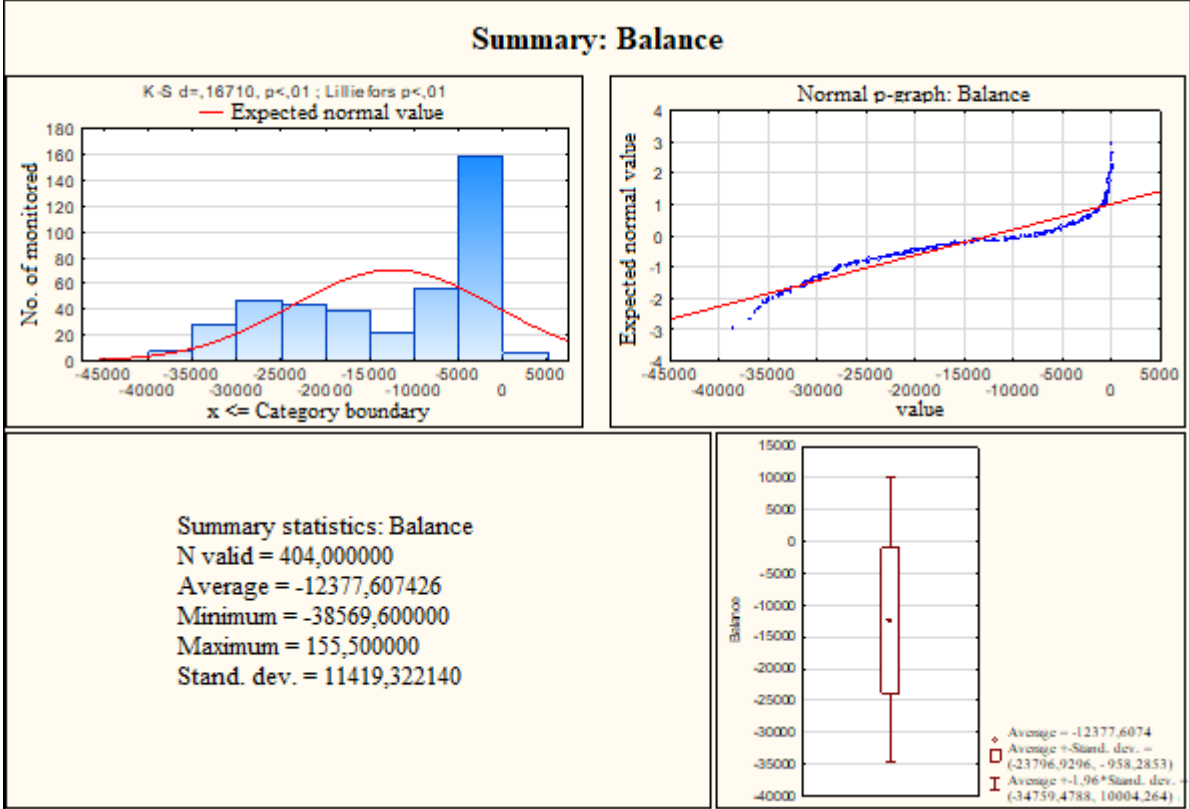 Summary: Balance
K-S d=,16710, p<,01 ; Lilliefors p<,01
Expected normal value
No. of monitored
180
160
140
120
100
80
60
40
20
0
-45000 -35000 -25000 -15000 -5000 5000
-40000 -30000 -20000 -10000 0
x <= Category boundary
Normal p-graph: Balance
Expected normal value
4
3
2
1
0
-1
-2
-3
-4
-45000 -35000 -25000 -15000 -5000 5000
-40000 -30000 -20000 -10000 0
value
Summary statistics: Balance
N valid = 404,000000
Average = -12377,607426
Minimum = -38569,600000
Maximum = 155,500000
Stand. dev. = 11419,322140
Balance
15000
10000
5000
0
-5000
-10000
-15000
-20000
-25000
-30000
-35000
-40000
Average = -12377,6074
Average +-Stand. dev. =
(-23796,9296, - 958,2853)
Average +-1,96*Stand. dev. =
(-34759,4788, 10004,264)